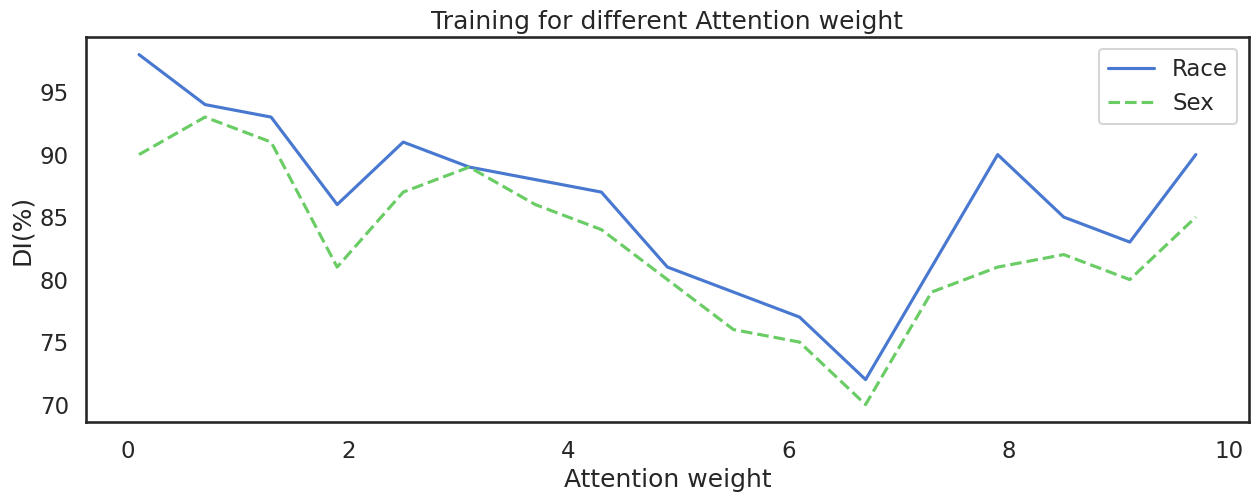 Training for different Attention weight
Race
Sex
DI(%)
95
90
85
80
75
70
0 2 4 6 8 10
Attention weight